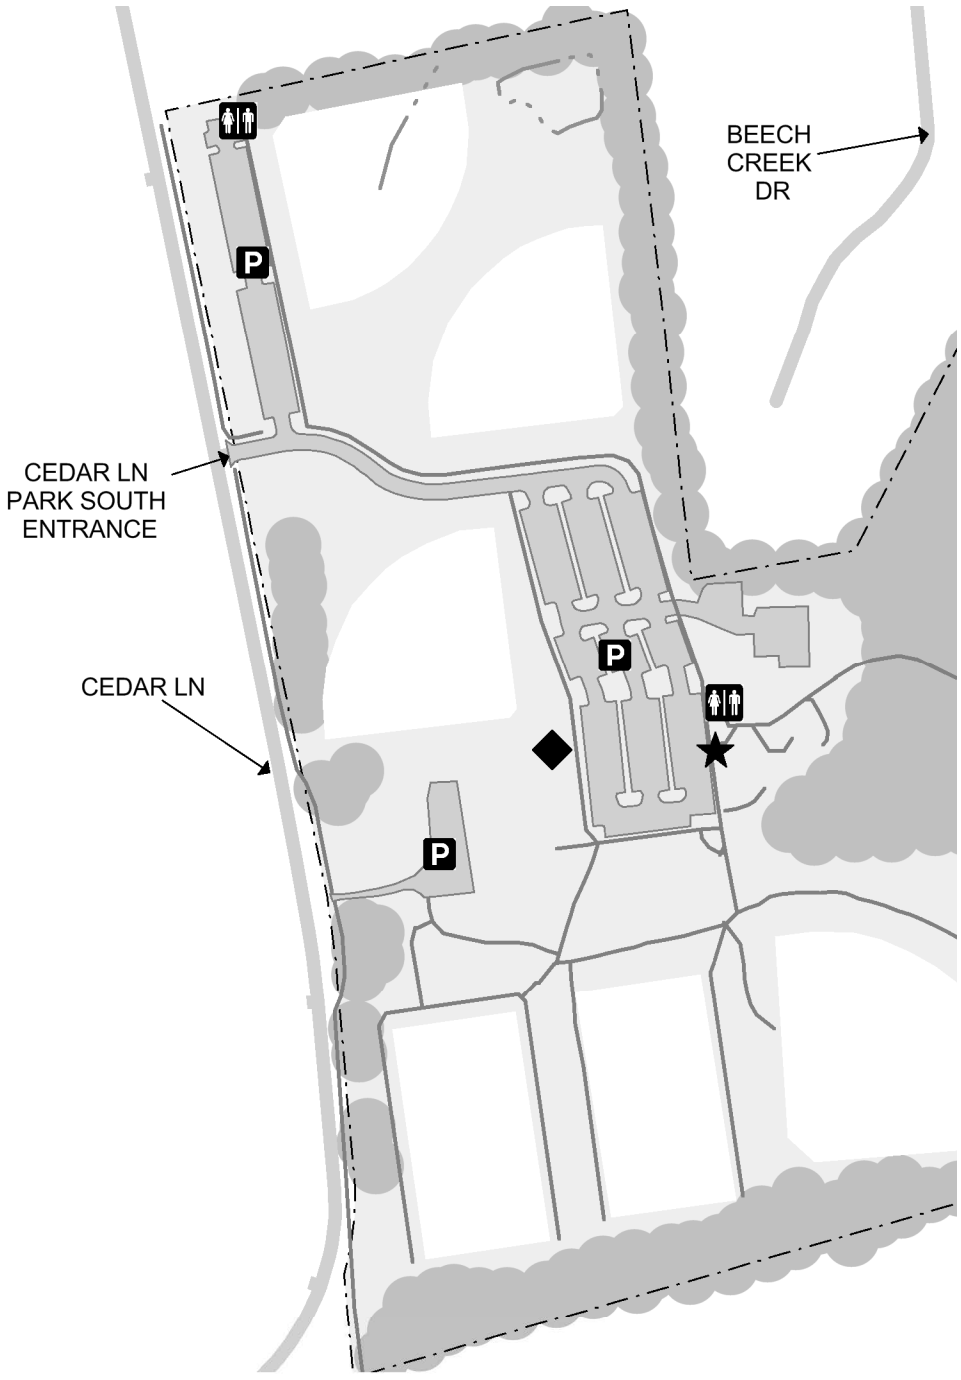 BEECH
CREEK
DR
P
CEDAR LN
PARK SOUTH
ENTRANCE
P
CEDAR LN
P